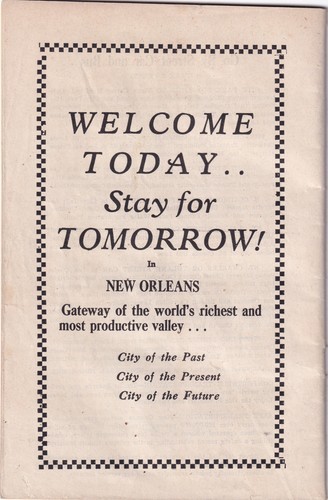 WELCOME
TODAY..
Stay for
TOMORROW!
In
NEW ORLEANS
Gateway of the world's richest and
most productive valley ...
City of the Past
City of the Present
City of the Future